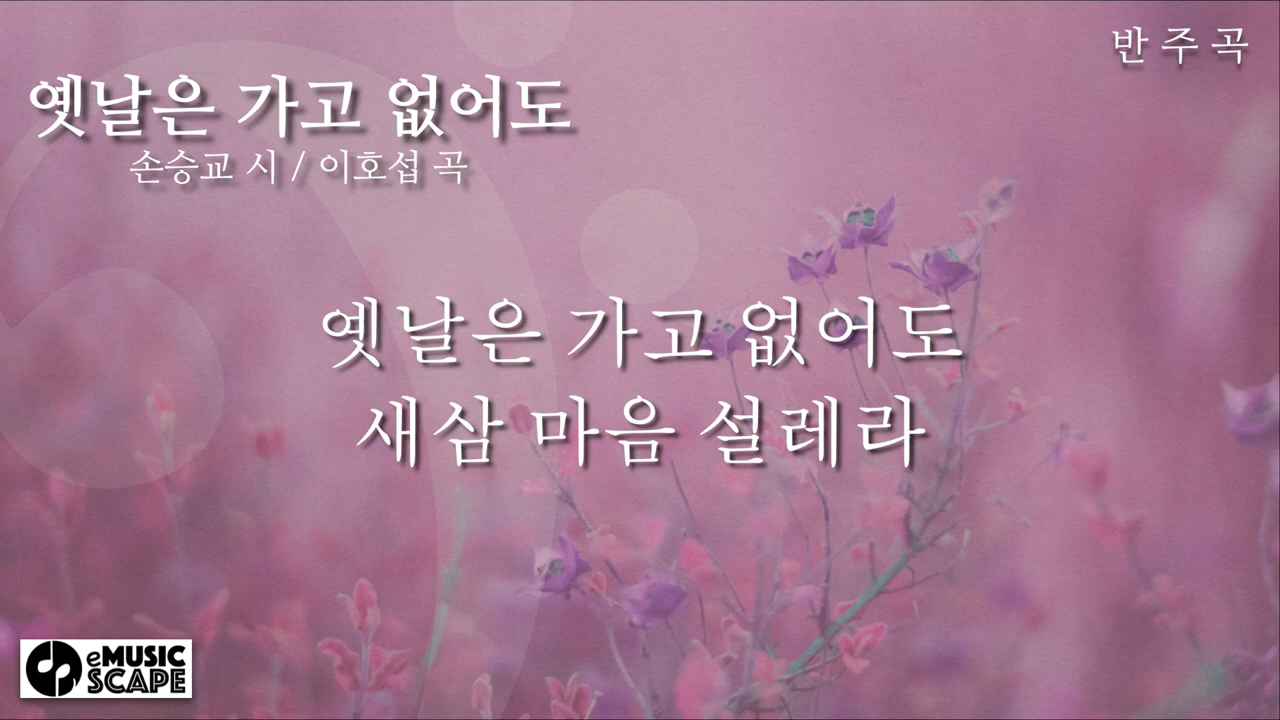 반주곡
옛날은 가고 없어도
손승교 시 / 이호섭 곡
옛날은 가고 없어도
새삼 마음 설레라
eMUSIC
SCAPE